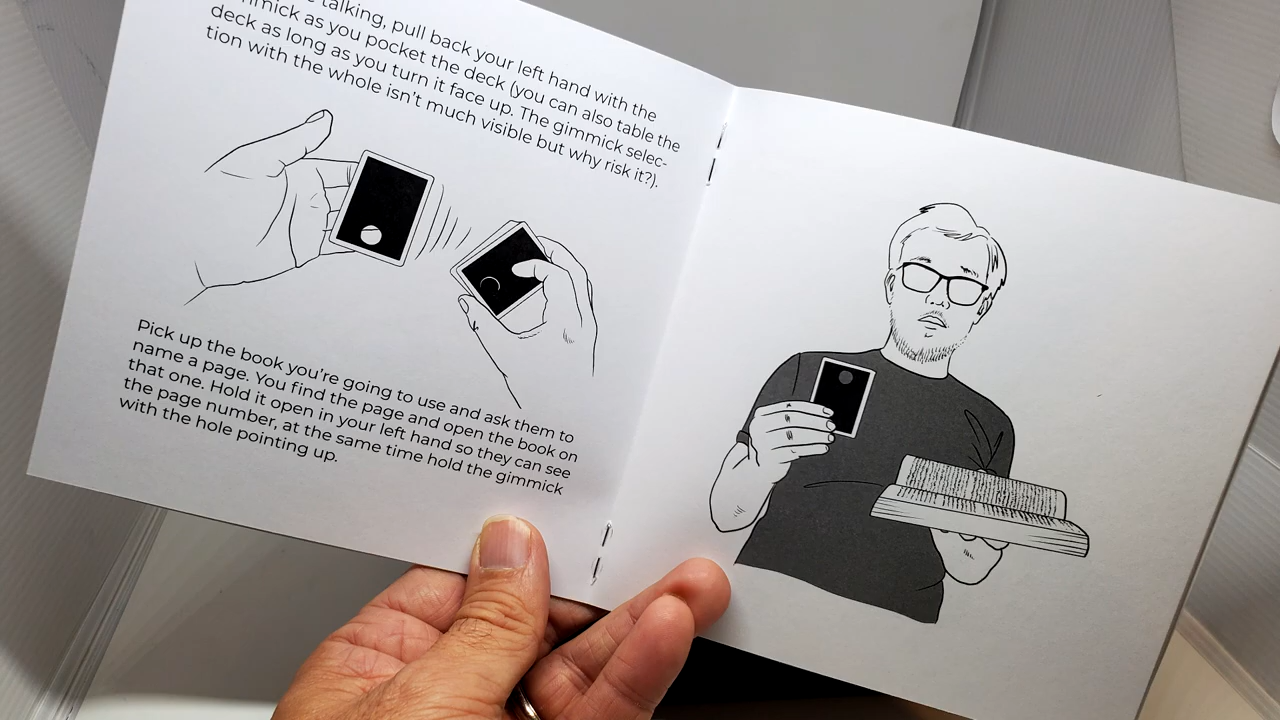 talking, pull back your left hand with the
as you pocket the deck (you can also table the
deck as long as you turn it face up. The gimmick selec-
tion with the whole isn't much visible but why risk it?).
Pick up the book you're going to use and ask them to
name a page. You find the page and open the book on
that one. Hold it open in your left hand so they can see
the page number, at the same time hold the gimmick
with the hole pointing up.